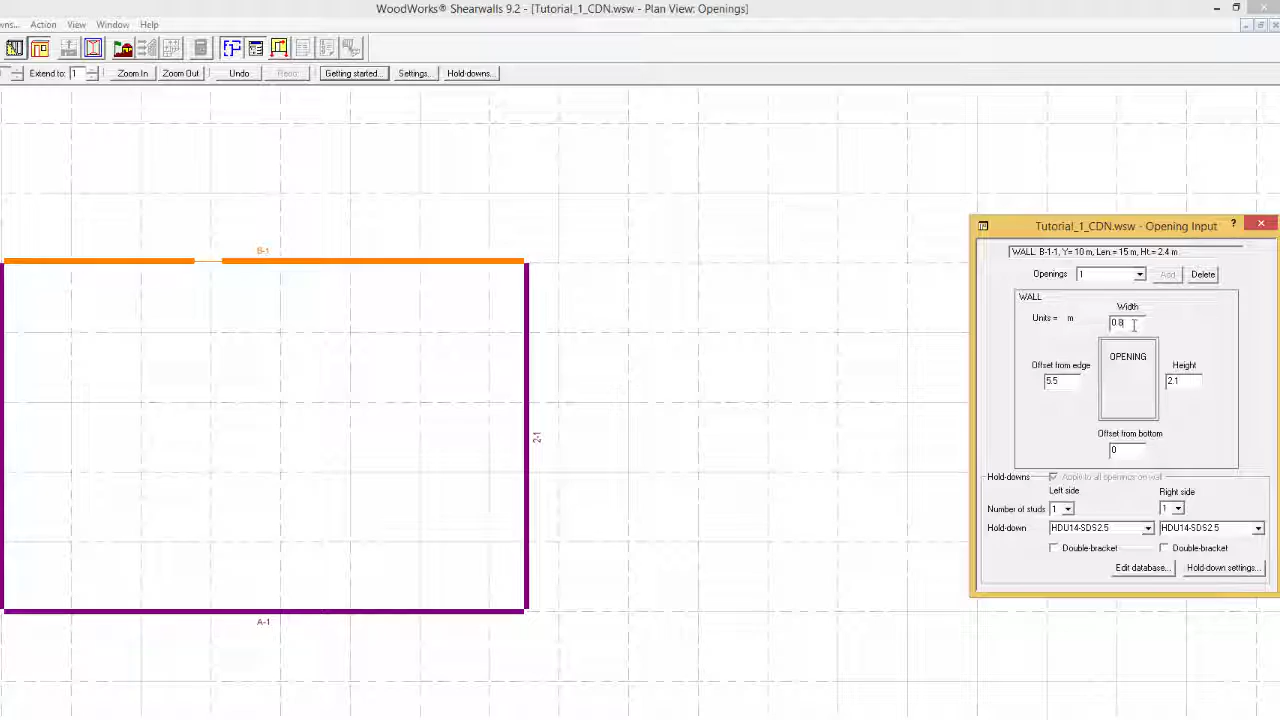 WoodWorks® Shearwalls 9.2 - [Tutorial_1_CDN.wsw - Plan View: Openings]
wns... Action View Window Help
Extend to: 1 Zoom In Zoom Out Undo Redo Getting started... Settings... Hold-downs...
B-1
2-1
A-1
Tutorial_1_CDN.wsw - Opening Input
WALL B-1-1, Y= 10 m, Len = 15 m, Ht.= 2.4 m
Openings 1 Add Delete
WALL
Width
Units = m
0.8
OPENING
Offset from edge Height
5.5 2.1
Offset from bottom
0
Hold-downs Apply to all openings on wall
Left side Right side
Number of studs 1 1
Hold-down HDU14-SDS2.5 HDU14-SDS2.5
Double-bracket Double-bracket
Edit database... Hold-down settings...